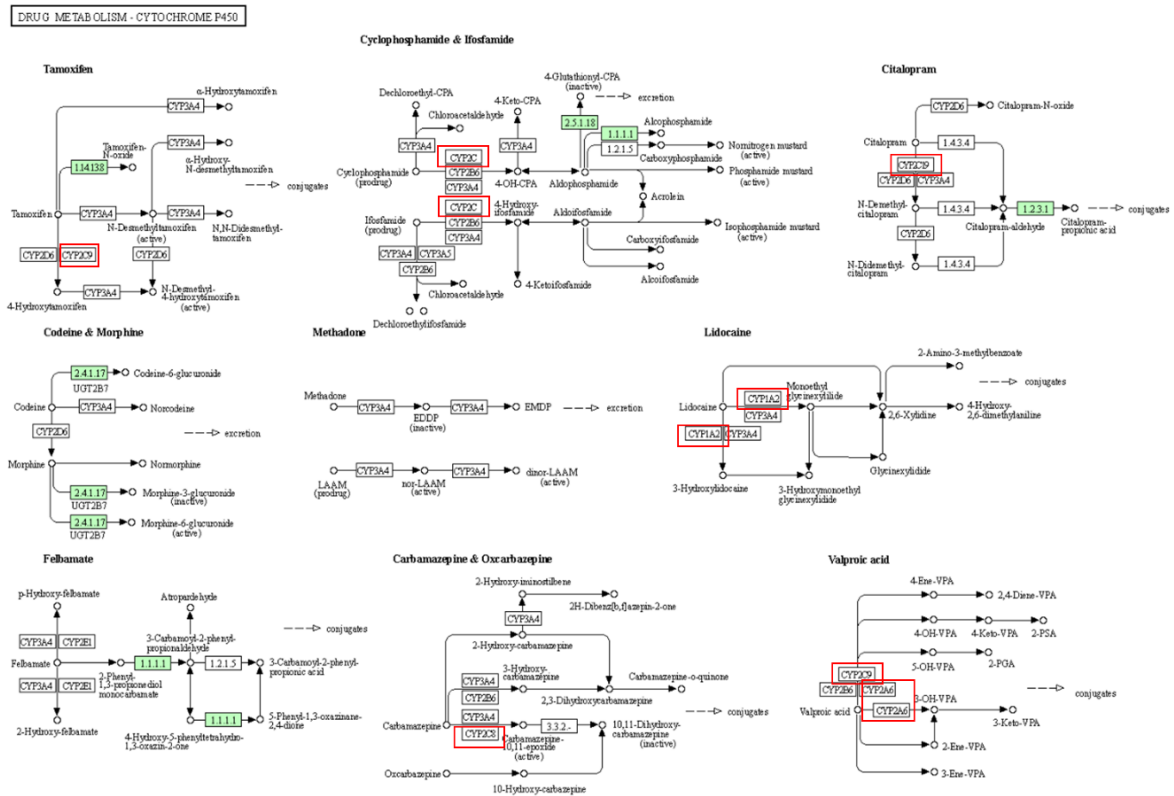 DRUG METABOLISM - CYTOCHROME P450
Cyclophosphamide & Ifosfamide
Tamoxifen
α-Hydroxytamoxifen
CYP3A4
Tamoxifen-
N-oxide
1.14.13.8
CYP3A4
α-Hydroxy-
N-desmethyltamoxifen
conjugates
Tamoxifen
CYP3A4
CYP3A4
N-Desmethyltamoxifen
(active)
N,N-Didesmethyl-
tamoxifen
CYP2D6
CYP2C9
CYP2D6
CYP3A4
4-Hydroxytamoxifen
N-Desmethyl-
4-hydroxytamoxifen
(active)
Dechloroethyl-CPA
4-Keto-CPA
4-Glutathionyl-CPA
(inactive)
excretion
Chloroacetaldehyde
2.5.1.18
Alcophosphamide
1.1.1.1
CYP3A4
CYP3A4
1.2.1.5
Carboxyphosphamide
Nornitrogen mustard
(active)
CYP2C
CYP2B6
CYP3A4
Cyclophosphamide
(prodrug)
4-OH-CPA
Aldophosphamide
Phosphamide mustard
(active)
Acrolein
CYP2C
CYP2B6
CYP3A4
4-Hydroxy-
ifosfamide
Ifosfamide
(prodrug)
Aldoifosfamide
Isophosphamide mustard
(active)
CYP3A4
CYP3A5
CYP2B6
Carboxyifosfamide
Alcoifosfamide
Chloroacetaldehyde
4-Ketoifosfamide
Dechloroethylifosfamide
Citalopram
CYP2D6
Citalopram-N-oxide
Citalopram
1.4.3.4
CYP2C19
CYP2D6
CYP3A4
N-Demethyl-
citalopram
1.4.3.4
Citalopram-
aldehyde
1.2.3.1
Citalopram-
propionic acid
conjugates
CYP2D6
N-Didemethyl-
citalopram
1.4.3.4
Codeine & Morphine
2.4.1.17
UGT2B7
Codeine-6-glucuronide
Codeine
CYP3A4
Norcodeine
CYP2D6
excretion
Morphine
Normorphine
2.4.1.17
UGT2B7
Morphine-3-glucuronide
(inactive)
2.4.1.17
UGT2B7
Morphine-6-glucuronide
(active)
Methadone
Methadone
CYP3A4
EDDP
(inactive)
CYP3A4
EMDP
excretion
LAAM
(prodrug)
CYP3A4
nor-LAAM
(active)
CYP3A4
dinor-LAAM
(active)
Lidocaine
2-Amino-3-methylbenzoate
conjugates
Monoethyl
glycinexylilide
CYP1A2
CYP3A4
Lidocaine
2,6-Xylidine
4-Hydroxy-
2,6-dimethylaniline
CYP1A2
CYP3A4
Glycinexylidide
3-Hydroxylidocaine
3-Hydroxymonoethyl
glycinexylidide
Felbamate
p-Hydroxy-felbamate
Atropaldehyde
conjugates
CYP3A4
CYP2E1
3-Carbamoyl-2-phenyl-
propionaldehyde
Felbamate
1.1.1.1
1.2.1.5
3-Carbamoyl-2-phenyl-
propionic acid
CYP3A4
CYP2E1
2-Phenyl-
1,3-propanediol
monocarbamate
1.1.1.1
5-Phenyl-1,3-oxazinane-
2,4-dione
2-Hydroxy-felbamate
4-Hydroxy-5-phenyltetrahydro-
1,3-oxazin-2-one
Carbamazepine & Oxcarbazepine
2-Hydroxy-iminostilbene
2H-Dibenz[b,f]azepin-2-one
CYP3A4
2-Hydroxy-carbamazepine
CYP3A4
CYP2B6
3-Hydroxy-
carbamazepine
2,3-Dihydroxycarbamazepine
Carbamazepine-o-quinone
conjugates
Carbamazepine
CYP3A4
CYP2C8
Carbamazepine-
10,11-epoxide
(active)
3.3.2.-
10,11-Dihydroxy-
carbamazepine
(inactive)
Oxcarbazepine
10-Hydroxy-carbazepine
Valproic acid
4-Ene-VPA
2,4-Diene-VPA
4-OH-VPA
4-Keto-VPA
2-PSA
5-OH-VPA
2-PGA
CYP2C9
CYP2B6
CYP2A6
CYP2A6
3-OH-VPA
Valproic acid
3-Keto-VPA
conjugates
2-Ene-VPA
3-Ene-VPA